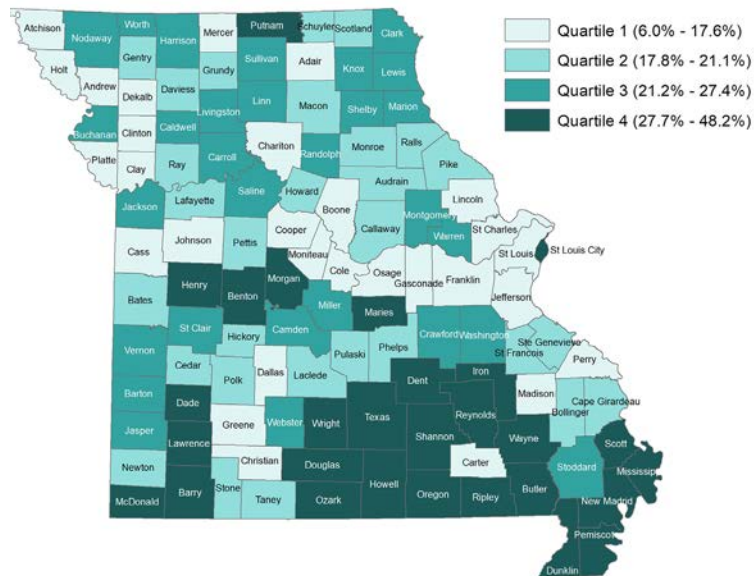 Quartile 1 (6.0% - 17.6%)
Quartile 2 (17.8% - 21.1%)
Quartile 3 (21.2% - 27.4%)
Quartile 4 (27.7% - 48.2%)
Atchison
Nodaway
Worth
Harrison
Mercer
Putnam
Schuyler
Scotland
Clark
Holt
Andrew
Gentry
Dekalb
Daviess
Grundy
Sullivan
Adair
Knox
Lewis
Buchanan
Clinton
Caldwell
Livingston
Linn
Macon
Shelby
Marion
Platte
Clay
Ray
Carroll
Chariton
Randolph
Monroe
Ralls
Pike
Jackson
Lafayette
Saline
Howard
Boone
Audrain
Callaway
Montgomery
Lincoln
Warren
St Charles
St Louis
St Louis City
Cass
Johnson
Pettis
Cooper
Moniteau
Cole
Osage
Gasconade
Franklin
Jefferson
Bates
Henry
Benton
Morgan
Miller
Maries
Vernon
St Clair
Hickory
Camden
Pulaski
Phelps
Crawford
Washington
St Francois
Ste Genevieve
Perry
Barton
Cedar
Polk
Dallas
Laclede
Dent
Iron
Madison
Bollinger
Cape Girardeau
Jasper
Dade
Greene
Webster
Wright
Texas
Shannon
Reynolds
Wayne
Scott
Newton
Lawrence
Christian
Douglas
Carter
Stoddard
Mississippi
McDonald
Barry
Stone
Taney
Ozark
Howell
Oregon
Ripley
Butler
New Madrid
Pemiscot
Dunklin